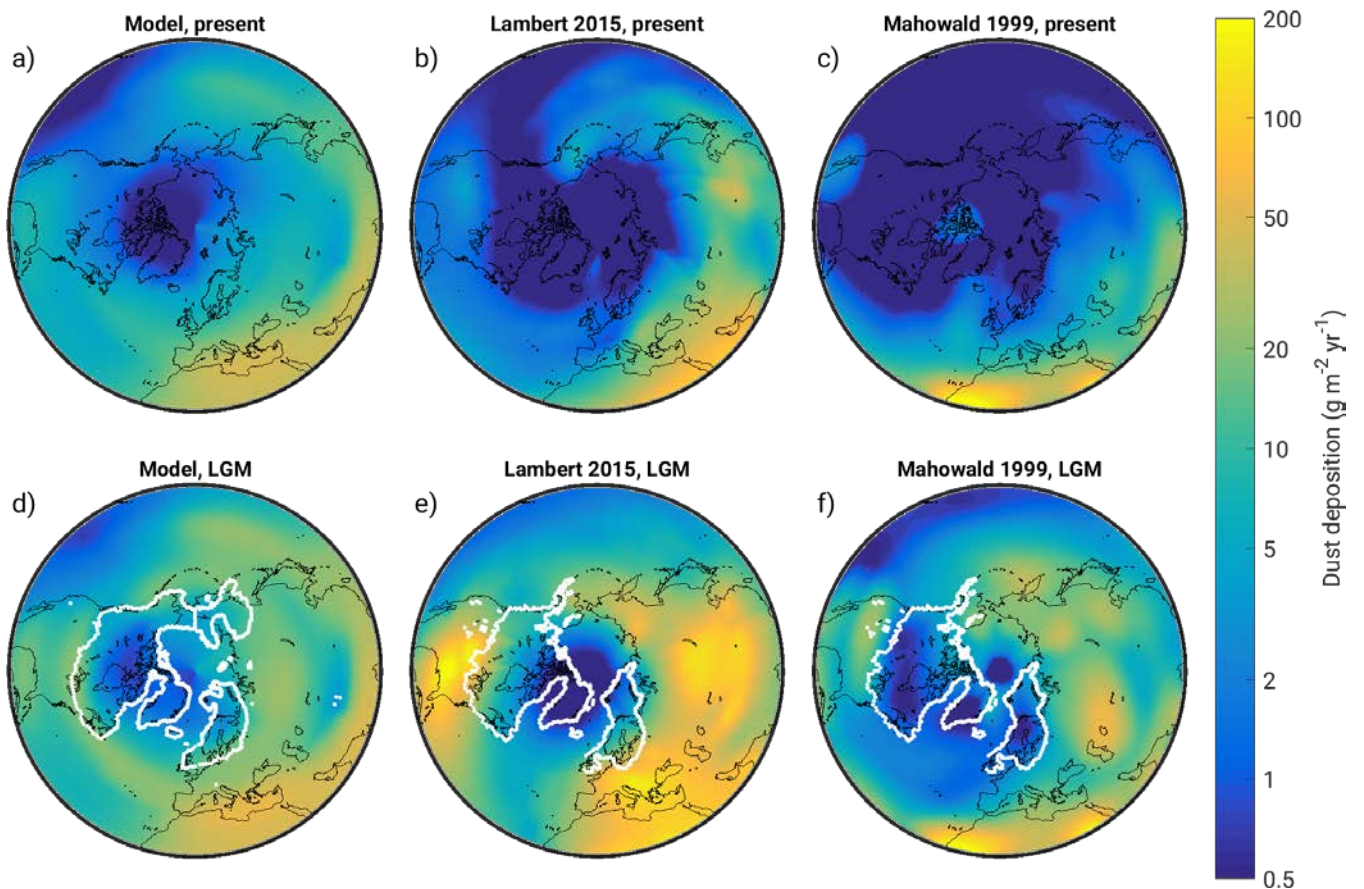 Model, present
Lambert 2015, present
Mahowald 1999, present
a)
b)
c)
Model, LGM
Lambert 2015, LGM
Mahowald 1999, LGM
d)
e)
f)
200
100
50
20
10
5
2
1
0.5
Dust deposition (g m⁻² yr⁻¹)